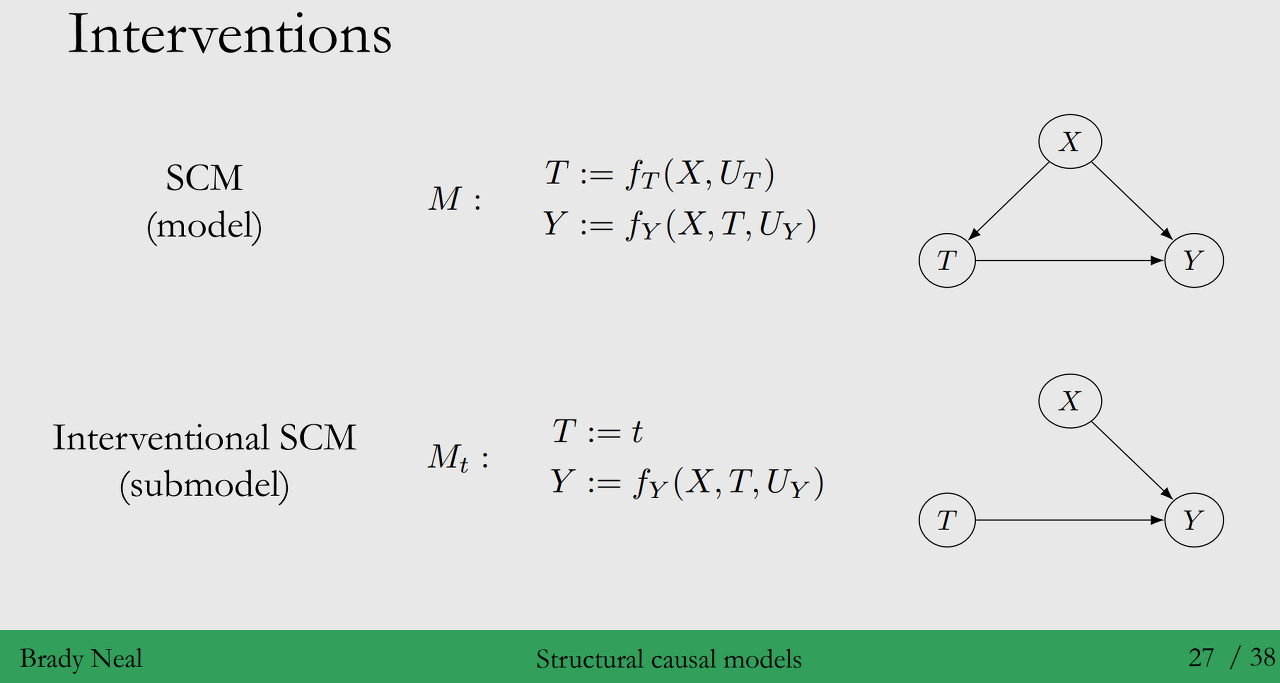 Interventions
SCM
(model)
M :
T := f_T(X, U_T)
Y := f_Y(X, T, U_Y)
X
T
Y
Interventional SCM
(submodel)
M_t :
T := t
Y := f_Y(X, T, U_Y)
X
T
Y
Brady Neal
Structural causal models
27 / 38